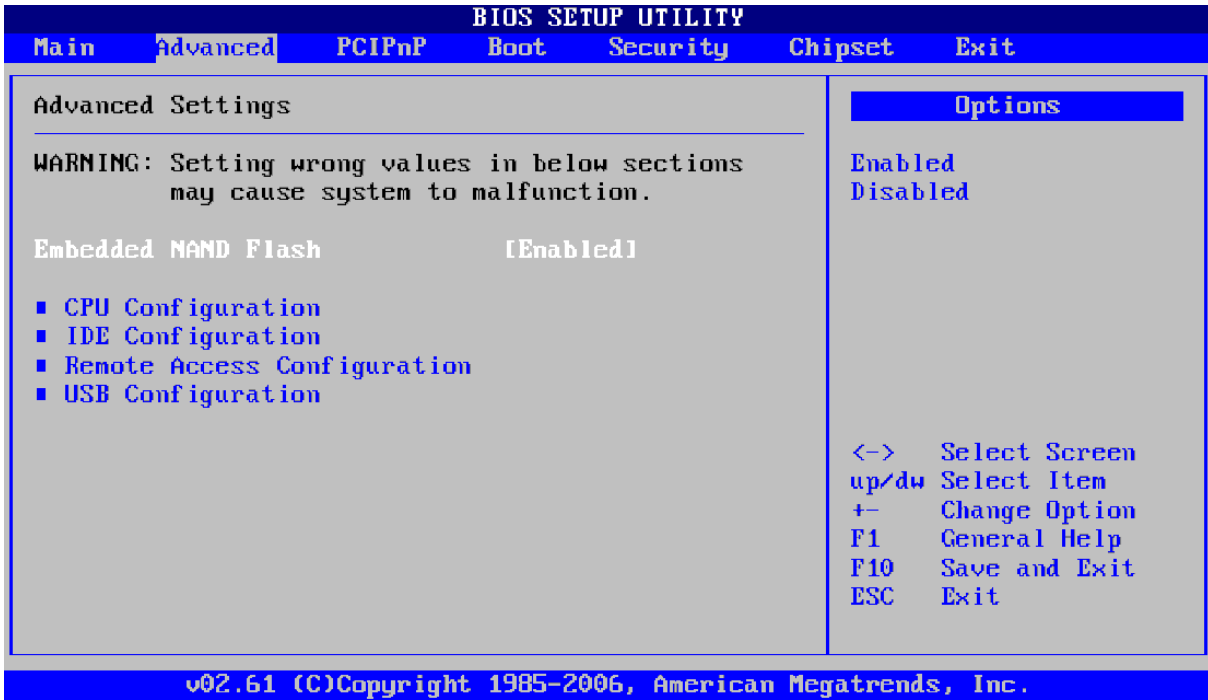 BIOS SETUP UTILITY
Main Advanced PCIPnP Boot Security Chipset Exit
Advanced Settings
WARNING: Setting wrong values in below sections
may cause system to malfunction.
Embedded NAND Flash [Enabled]
CPU Configuration
IDE Configuration
Remote Access Configuration
USB Configuration
Options
Enabled
Disabled
<-> Select Screen
up/dw Select Item
+- Change Option
F1 General Help
F10 Save and Exit
ESC Exit
v02.61 (C)Copyright 1985-2006, American Megatrends, Inc.